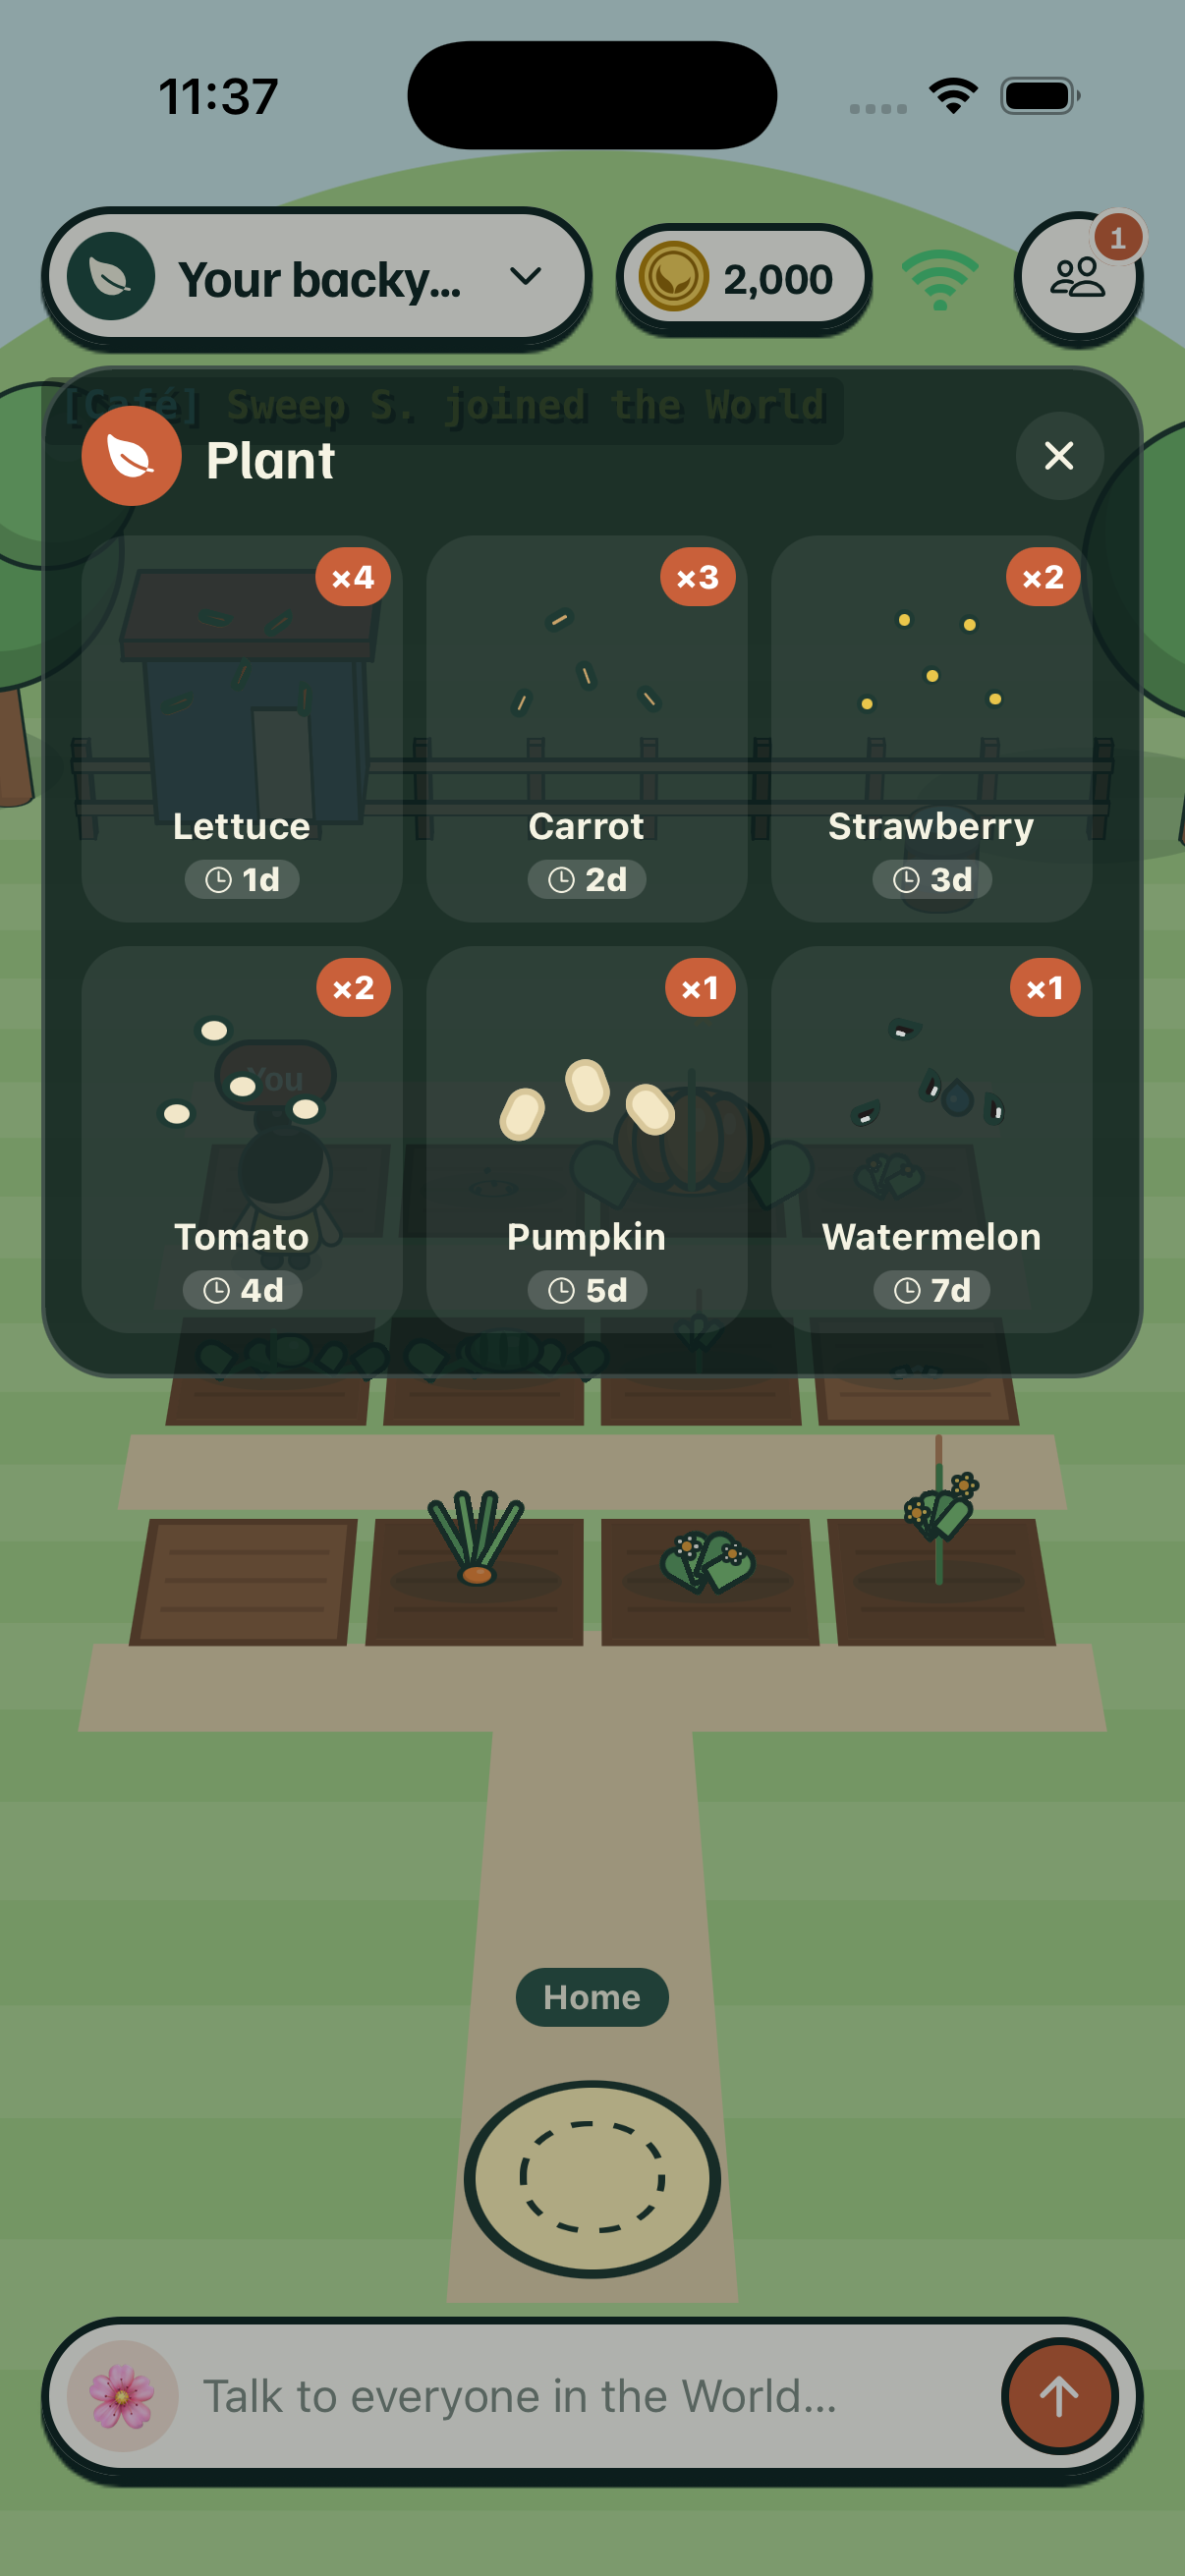 11:37
Your backy...
2,000
1
[Café] Sweep S. joined the World
Plant
×4
×3
×2
Lettuce
Carrot
Strawberry
1d
2d
3d
×2
×1
×1
You
Tomato
Pumpkin
Watermelon
4d
5d
7d
Home
Talk to everyone in the World...